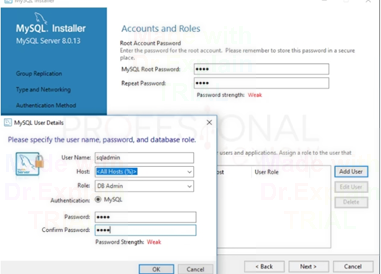 MySQL Installer
MySQL. Installer
MySQL Server 8.0.13
Group Replication
Type and Networking
Authentication Method
Accounts and Roles
Root Account Password
Enter the password for the root account. Please remember to store this password in a secure
place.
MySQL Root Password:
Repeat Password:
Password strength: Weak
MySQL User Details
Please specify the user name, password, and database role.
User Name: sqladmin
Host: <All Hosts (%)>
Role: DB Admin
Authentication: MySQL
Password:
Confirm Password:
Password Strength: Weak
OK
Cancel
users and applications. Assign a role to the user that
User Role
Add User
Edit User
Delete
< Back
Next >
Cancel